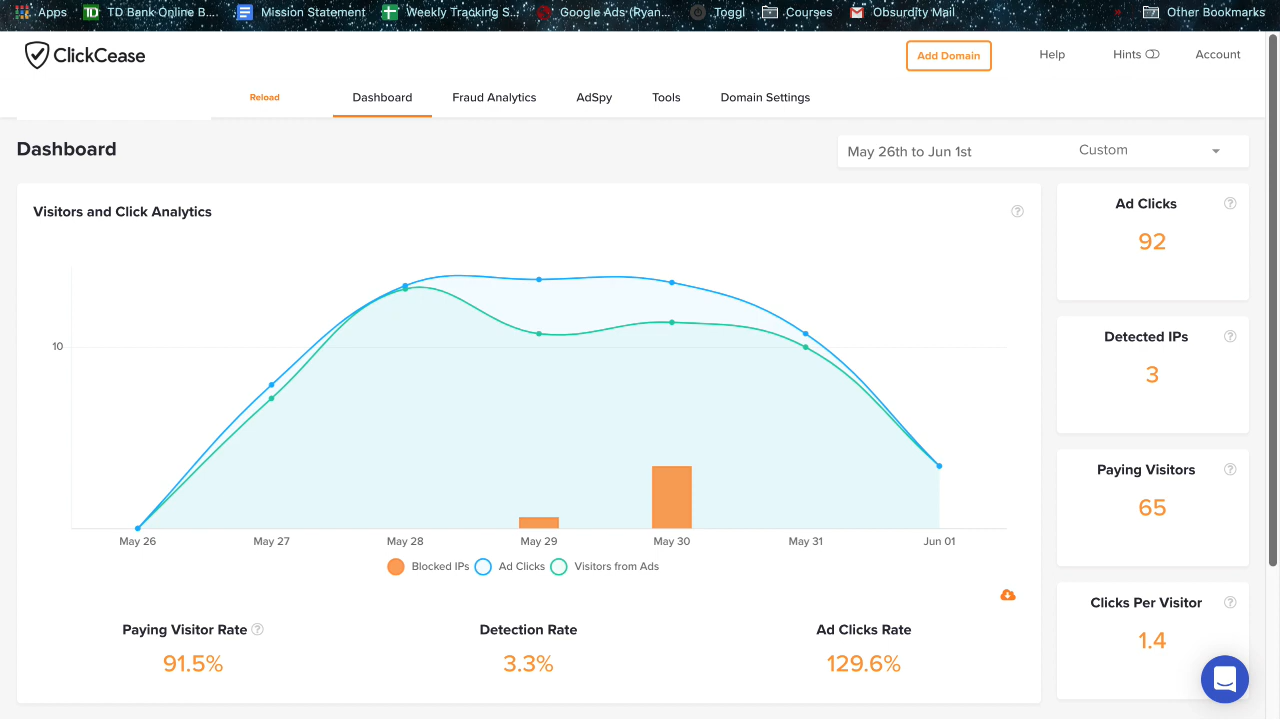 Apps TD Bank Online B... Mission Statement Weekly Tracking S... Google Ads (Ryan... Toggl Courses Absurdity Mail » Other Bookmarks
ClickCease Add Domain Help Hints Account
Reload Dashboard Fraud Analytics AdSpy Tools Domain Settings
Dashboard
May 26th to Jun 1st Custom
Visitors and Click Analytics ?
10
May 26 May 27 May 28 May 29 May 30 May 31 Jun 01
Blocked IPs Ad Clicks Visitors from Ads
Paying Visitor Rate ?
91.5%
Detection Rate
3.3%
Ad Clicks Rate
129.6%
Ad Clicks ?
92
Detected IPs ?
3
Paying Visitors ?
65
Clicks Per Visitor ?
1.4